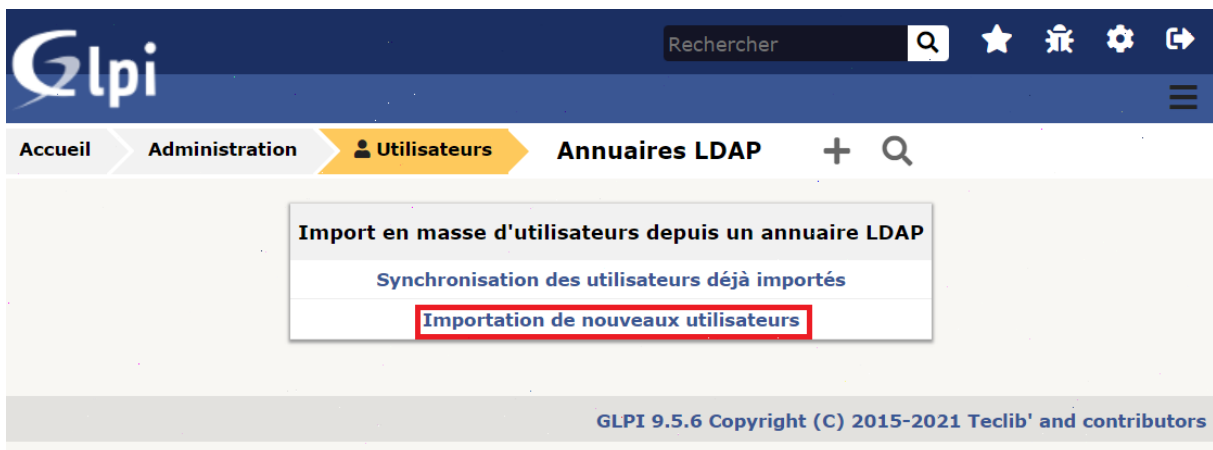 Glpi
Rechercher
Accueil Administration Utilisateurs Annuaires LDAP
Import en masse d'utilisateurs depuis un annuaire LDAP
Synchronisation des utilisateurs déjà importés
Importation de nouveaux utilisateurs
GLPI 9.5.6 Copyright (C) 2015-2021 Teclib' and contributors